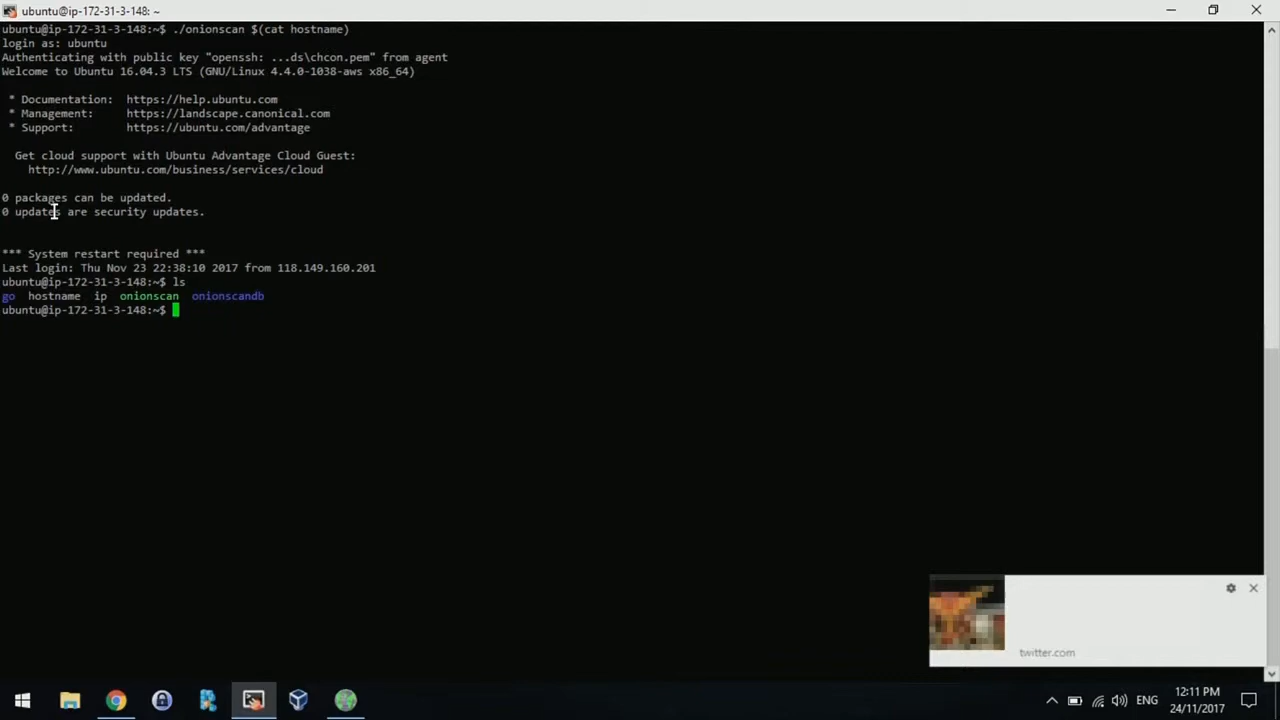 ubuntu@ip-172-31-3-148: ~
ubuntu@ip-172-31-3-148:~$ ./onionscan $(cat hostname)
login as: ubuntu
Authenticating with public key "openssh: ...ds\chcon.pem" from agent
Welcome to Ubuntu 16.04.3 LTS (GNU/Linux 4.4.0-1038-aws x86_64)
* Documentation: https://help.ubuntu.com
* Management: https://landscape.canonical.com
* Support: https://ubuntu.com/advantage
Get cloud support with Ubuntu Advantage Cloud Guest:
http://www.ubuntu.com/business/services/cloud
0 packages can be updated.
0 updates are security updates.
*** System restart required ***
Last login: Thu Nov 23 22:38:10 2017 from 118.149.160.201
ubuntu@ip-172-31-3-148:~$ ls
go hostname ip onionscan onionscandb
ubuntu@ip-172-31-3-148:~$
twitter.com
ENG
12:11 PM
24/11/2017